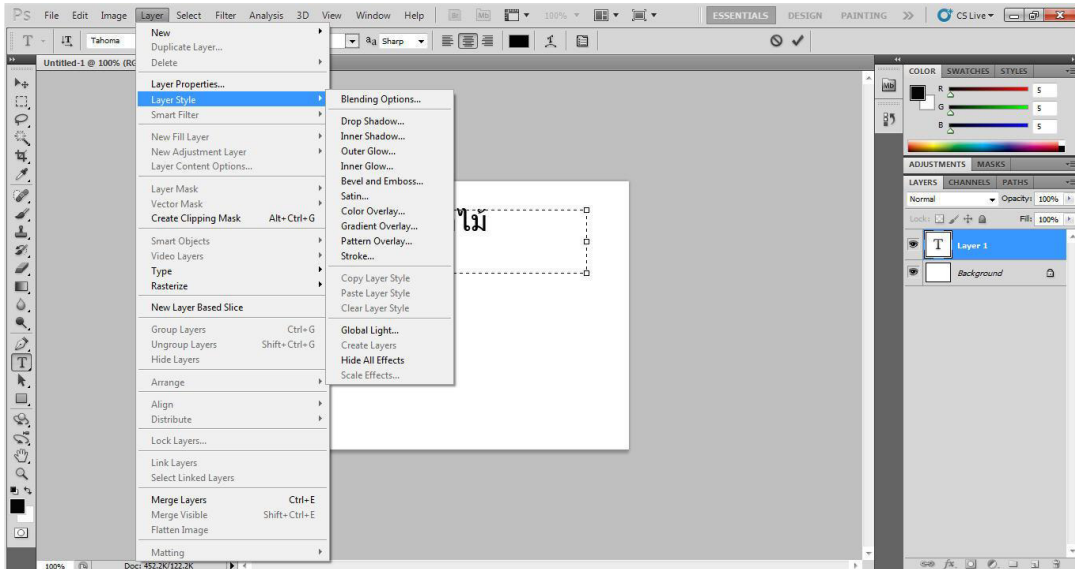 Ps File Edit Image Layer Select Filter Analysis 3D View Window Help Mb 100% ESSENTIALS DESIGN PAINTING CS Live
T Tahoma aa Sharp
Untitled-1 @ 100% (RG
New
Duplicate Layer...
Delete
Layer Properties...
Layer Style
Smart Filter
New Fill Layer
New Adjustment Layer
Layer Content Options...
Layer Mask
Vector Mask
Create Clipping Mask Alt+Ctrl+G
Smart Objects
Video Layers
Type
Rasterize
New Layer Based Slice
Group Layers Ctrl+G
Ungroup Layers Shift+Ctrl+G
Hide Layers
Arrange
Align
Distribute
Lock Layers...
Link Layers
Select Linked Layers
Merge Layers Ctrl+E
Merge Visible Shift+Ctrl+E
Flatten Image
Matting
Blending Options...
Drop Shadow...
Inner Shadow...
Outer Glow...
Inner Glow...
Bevel and Emboss...
Satin...
Color Overlay...
Gradient Overlay...
Pattern Overlay...
Stroke...
Copy Layer Style
Paste Layer Style
Clear Layer Style
Global Light...
Create Layers
Hide All Effects
Scale Effects...
ไม้
Mb
COLOR SWATCHES STYLES
R 5
G 5
B 5
ADJUSTMENTS MASKS
LAYERS CHANNELS PATHS
Normal Opacity: 100%
Lock: Fill: 100%
T Layer 1
Background
100% Doc: 452.2K/122.2K